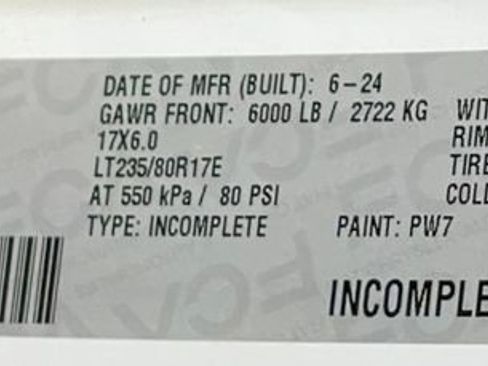 DATE OF MFR (BUILT): 6-24
GAWR FRONT: 6000 LB / 2722 KG WIT
17X6.0 RIM
LT235/80R17E TIRE
AT 550 kPa / 80 PSI COLD
TYPE: INCOMPLETE PAINT: PW7
INCOMPLE